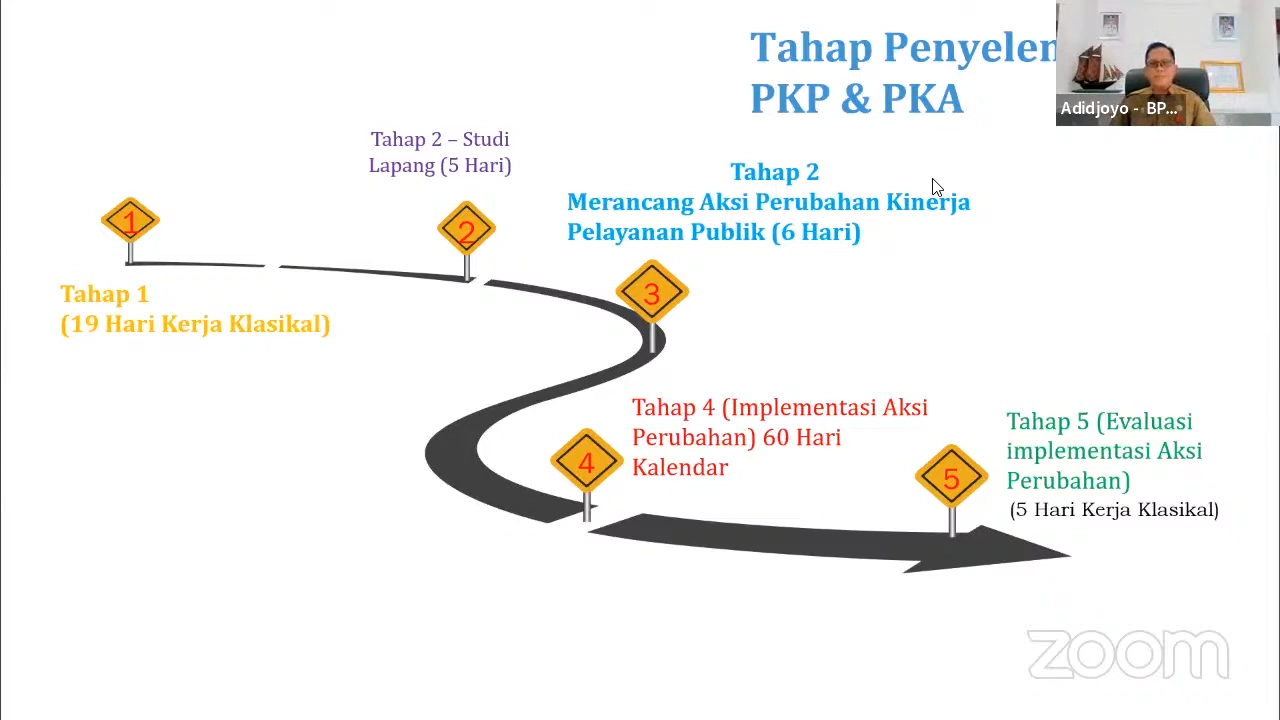 Tahap Penyelen
PKP & PKA
Adidjoyo - BP...
Tahap 2 – Studi
Lapang (5 Hari)
Tahap 2
Merancang Aksi Perubahan Kinerja
Pelayanan Publik (6 Hari)
1
2
3
Tahap 1
(19 Hari Kerja Klasikal)
Tahap 4 (Implementasi Aksi
Perubahan) 60 Hari
Kalendar
4
5
Tahap 5 (Evaluasi
implementasi Aksi
Perubahan)
(5 Hari Kerja Klasikal)
zoom